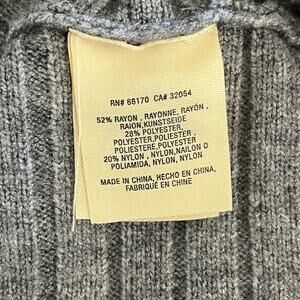 RN# 66170 CA# 32054
52% RAYON , RAYONNE, RAYÓN ,
RAION,KUNSTSEIDE
28% POLYESTER,
POLYESTER,POLIÉSTER ,
POLIESTERE,POLYESTER
20% NYLON , NYLON,NAILON O
POLIAMIDA, NYLON, NYLON
MADE IN CHINA, HECHO EN CHINA,
FABRIQUÉ EN CHINE